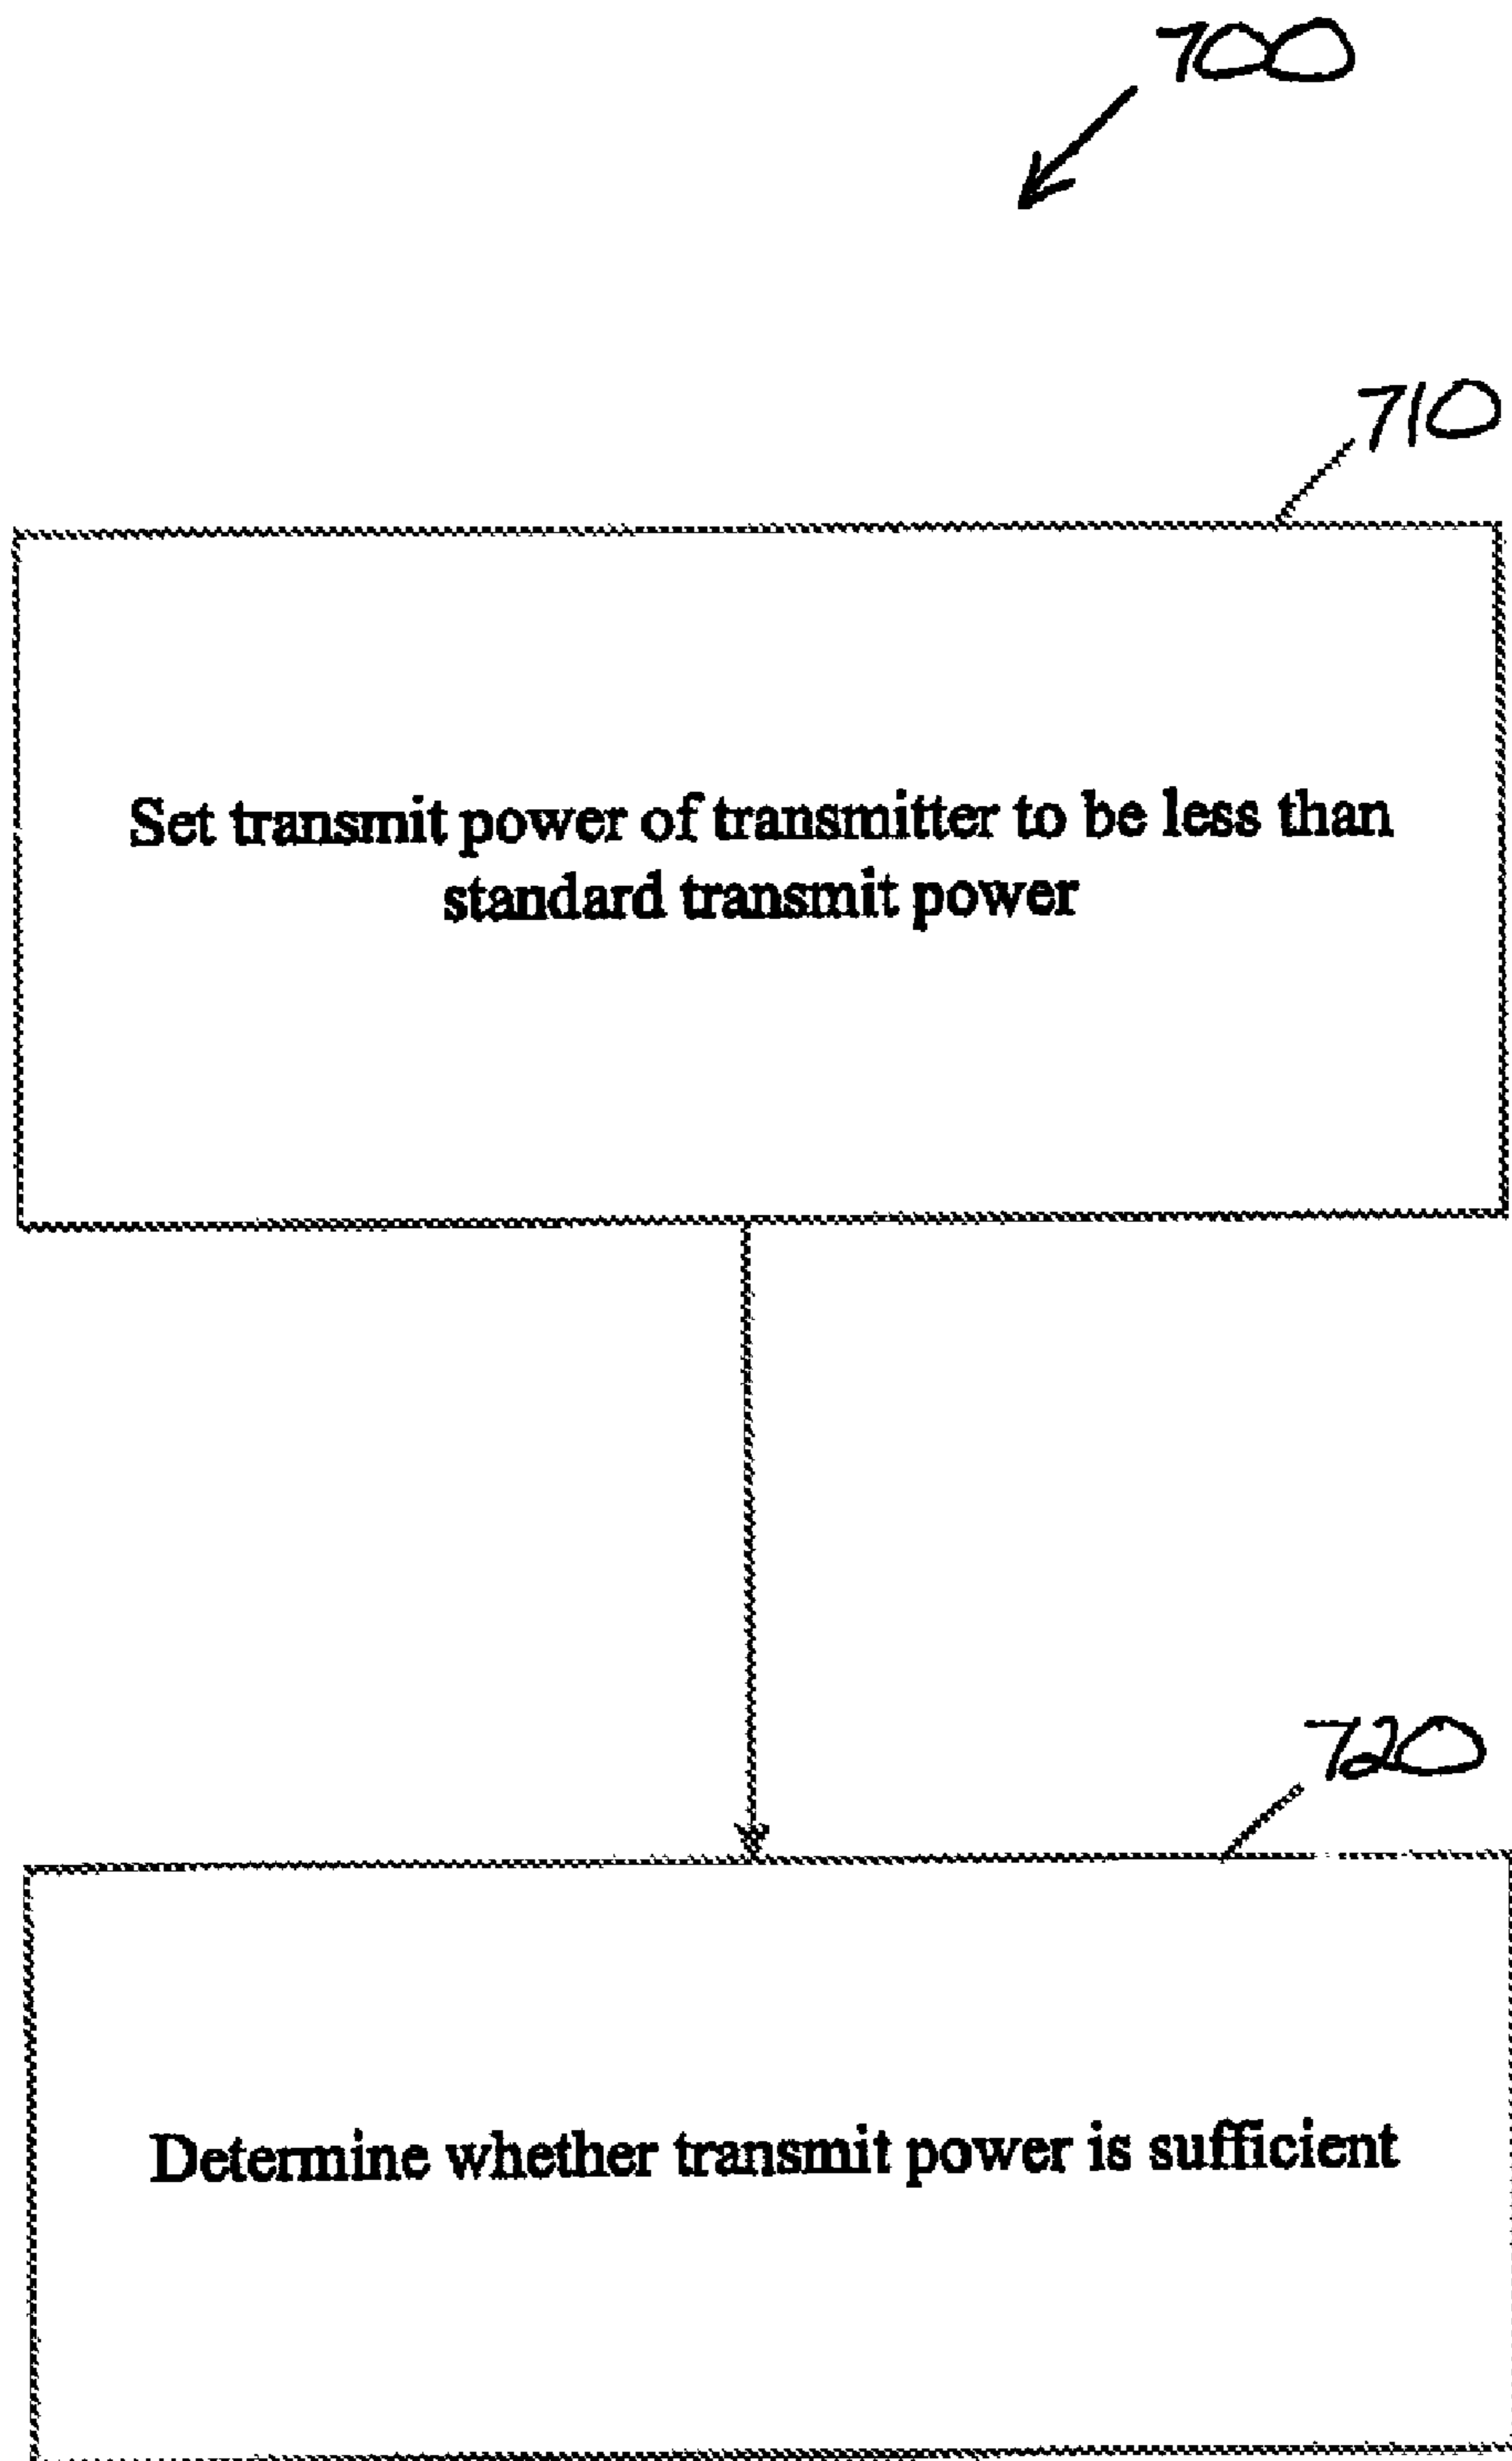 700
710
Set transmit power of transmitter to be less than
standard transmit power
720
Determine whether transmit power is sufficient